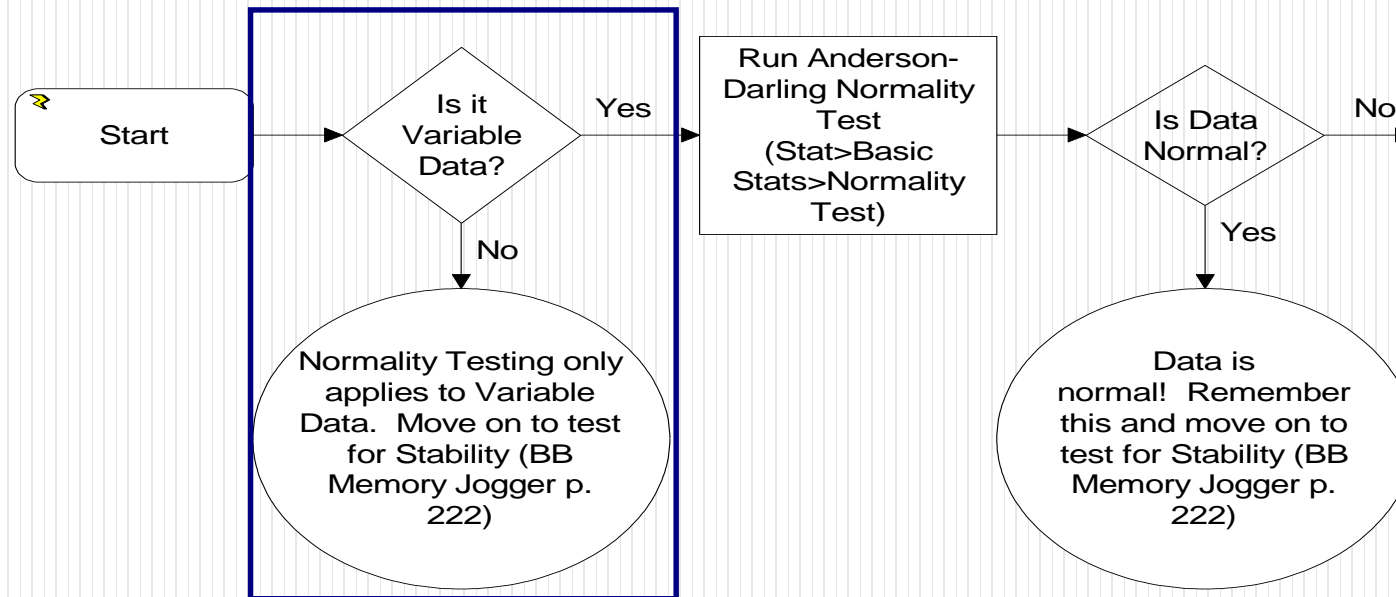 Start
Is it
Variable
Data?
Yes
No
Normality Testing only
applies to Variable
Data.  Move on to test
for Stability (BB
Memory Jogger p.
222)
Run Anderson-
Darling Normality
Test
(Stat>Basic
Stats>Normality
Test)
Is Data
Normal?
No
Yes
Data is
normal!  Remember
this and move on to
test for Stability (BB
Memory Jogger p.
222)